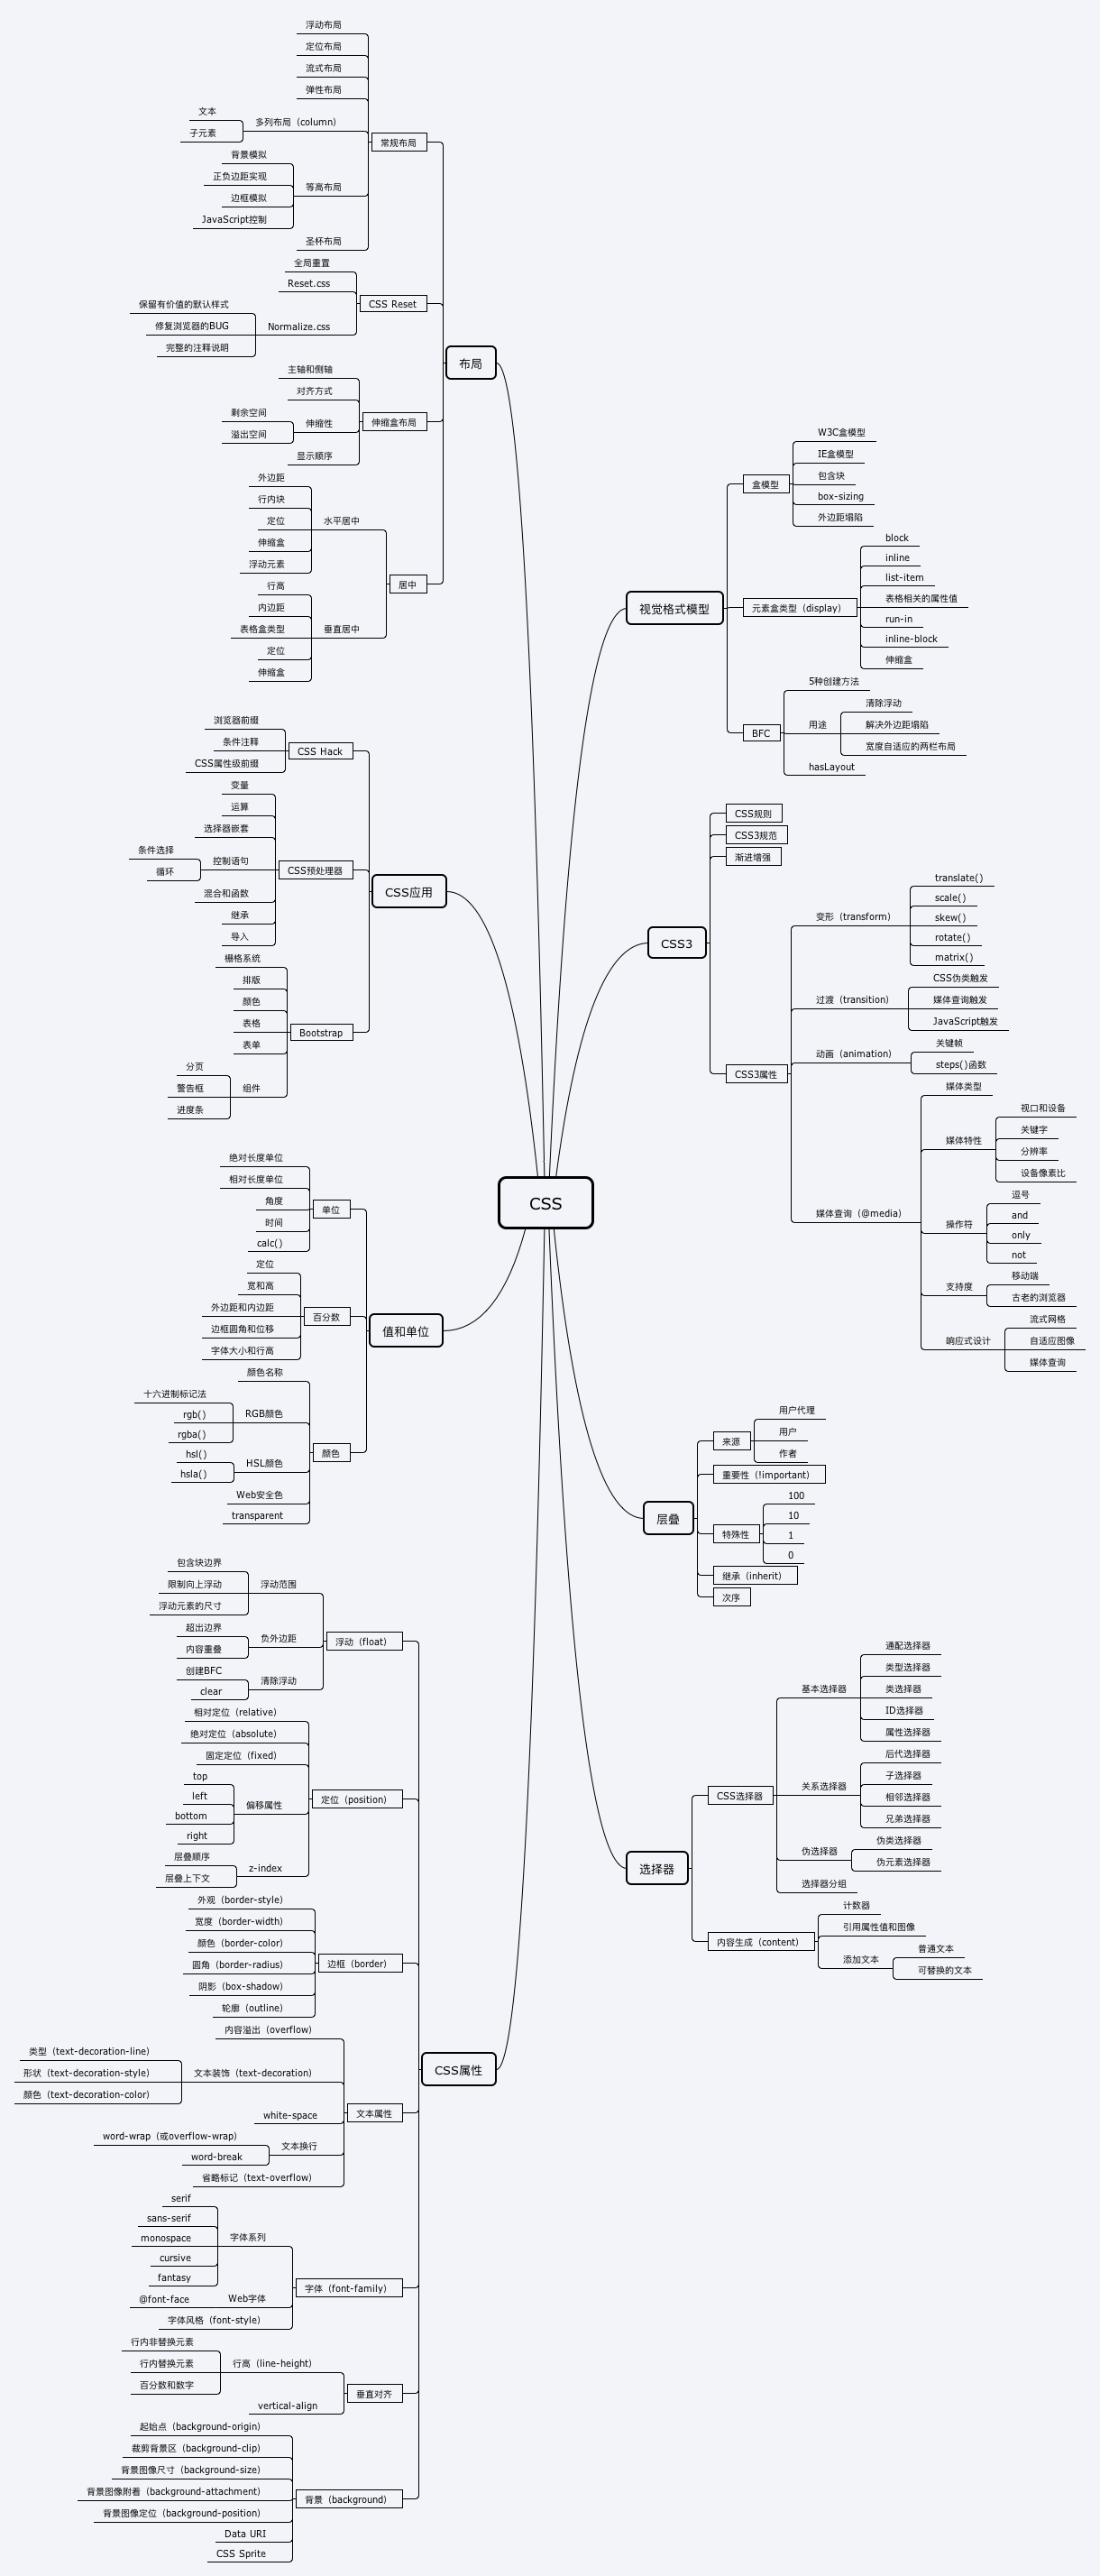 CSS
布局
常规布局
浮动布局
定位布局
流式布局
弹性布局
多列布局（column）
文本
子元素
等高布局
背景模拟
正负边距实现
边框模拟
JavaScript控制
圣杯布局
CSS Reset
全局重置
Reset.css
Normalize.css
保留有价值的默认样式
修复浏览器的BUG
完整的注释说明
伸缩盒布局
主轴和侧轴
对齐方式
伸缩性
剩余空间
溢出空间
显示顺序
居中
水平居中
外边距
行内块
定位
伸缩盒
浮动元素
垂直居中
行高
内边距
表格盒类型
定位
伸缩盒
CSS应用
CSS Hack
浏览器前缀
条件注释
CSS属性级前缀
CSS预处理器
变量
运算
选择器嵌套
控制语句
条件选择
循环
混合和函数
继承
导入
Bootstrap
栅格系统
排版
颜色
表格
表单
组件
分页
警告框
进度条
值和单位
单位
绝对长度单位
相对长度单位
角度
时间
calc()
百分数
定位
宽和高
外边距和内边距
边框圆角和位移
字体大小和行高
颜色
颜色名称
RGB颜色
十六进制标记法
rgb()
rgba()
HSL颜色
hsl()
hsla()
Web安全色
transparent
CSS属性
浮动（float）
浮动范围
包含块边界
限制向上浮动
浮动元素的尺寸
负外边距
超出边界
内容重叠
清除浮动
创建BFC
clear
定位（position）
相对定位（relative）
绝对定位（absolute）
固定定位（fixed）
偏移属性
top
left
bottom
right
z-index
层叠顺序
层叠上下文
边框（border）
外观（border-style）
宽度（border-width）
颜色（border-color）
圆角（border-radius）
阴影（box-shadow）
轮廓（outline）
文本属性
内容溢出（overflow）
文本装饰（text-decoration）
类型（text-decoration-line）
形状（text-decoration-style）
颜色（text-decoration-color）
white-space
文本换行
word-wrap（或overflow-wrap）
word-break
省略标记（text-overflow）
字体（font-family）
字体系列
serif
sans-serif
monospace
cursive
fantasy
Web字体
@font-face
字体风格（font-style）
垂直对齐
行高（line-height）
行内非替换元素
行内替换元素
百分数和数字
vertical-align
背景（background）
起始点（background-origin）
裁剪背景区（background-clip）
背景图像尺寸（background-size）
背景图像附着（background-attachment）
背景图像定位（background-position）
Data URI
CSS Sprite
视觉格式模型
盒模型
W3C盒模型
IE盒模型
包含块
box-sizing
外边距塌陷
元素盒类型（display）
block
inline
list-item
表格相关的属性值
run-in
inline-block
伸缩盒
BFC
5种创建方法
用途
清除浮动
解决外边距塌陷
宽度自适应的两栏布局
hasLayout
CSS3
CSS规则
CSS3规范
渐进增强
CSS3属性
变形（transform）
translate()
scale()
skew()
rotate()
matrix()
过渡（transition）
CSS伪类触发
媒体查询触发
JavaScript触发
动画（animation）
关键帧
steps()函数
媒体查询（@media）
媒体类型
媒体特性
视口和设备
关键字
分辨率
设备像素比
操作符
逗号
and
only
not
支持度
移动端
古老的浏览器
响应式设计
流式网格
自适应图像
媒体查询
层叠
来源
用户代理
用户
作者
重要性（!important）
特殊性
100
10
1
0
继承（inherit）
次序
选择器
CSS选择器
基本选择器
通配选择器
类型选择器
类选择器
ID选择器
属性选择器
关系选择器
后代选择器
子选择器
相邻选择器
兄弟选择器
伪选择器
伪类选择器
伪元素选择器
选择器分组
内容生成（content）
计数器
引用属性值和图像
添加文本
普通文本
可替换的文本